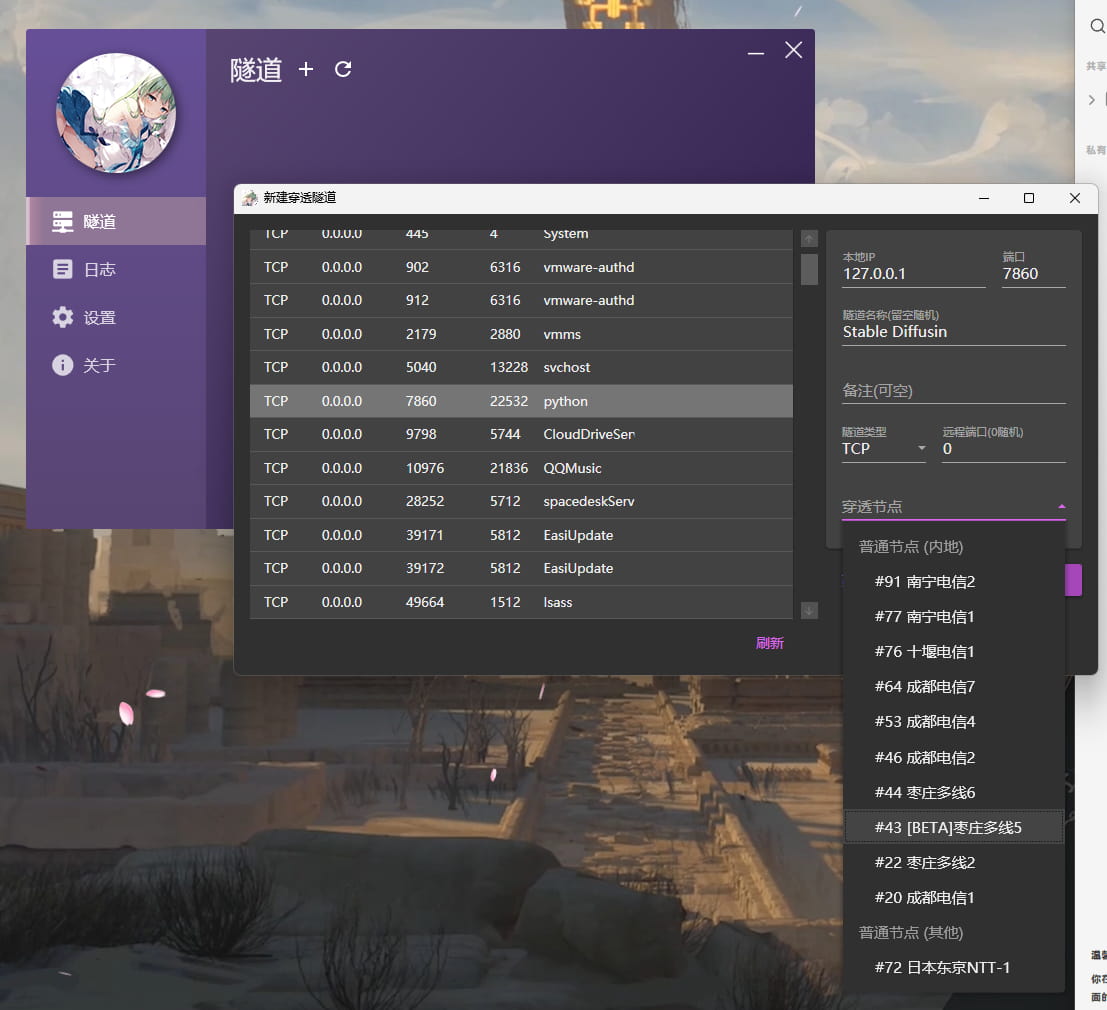 隧道
隧道
日志
设置
关于
新建穿透隧道
TCP 0.0.0.0 445 4 System
TCP 0.0.0.0 902 6316 vmware-authd
TCP 0.0.0.0 912 6316 vmware-authd
TCP 0.0.0.0 2179 2880 vmms
TCP 0.0.0.0 5040 13228 svchost
TCP 0.0.0.0 7860 22532 python
TCP 0.0.0.0 9798 5744 CloudDriveSer
TCP 0.0.0.0 10976 21836 QQMusic
TCP 0.0.0.0 28252 5712 spacedeskServ
TCP 0.0.0.0 39171 5812 EasiUpdate
TCP 0.0.0.0 39172 5812 EasiUpdate
TCP 0.0.0.0 49664 1512 lsass
刷新
本地IP 端口
127.0.0.1 7860
隧道名称(留空随机)
Stable Diffusin
备注(可空)
隧道类型 远程端口(0随机)
TCP 0
穿透节点
普通节点 (内地)
#91 南宁电信2
#77 南宁电信1
#76 十堰电信1
#64 成都电信7
#53 成都电信4
#46 成都电信2
#44 枣庄多线6
#43 [BETA]枣庄多线5
#22 枣庄多线2
#20 成都电信1
普通节点 (其他)
#72 日本东京NTT-1
共享
私有
温馨
你在
面的